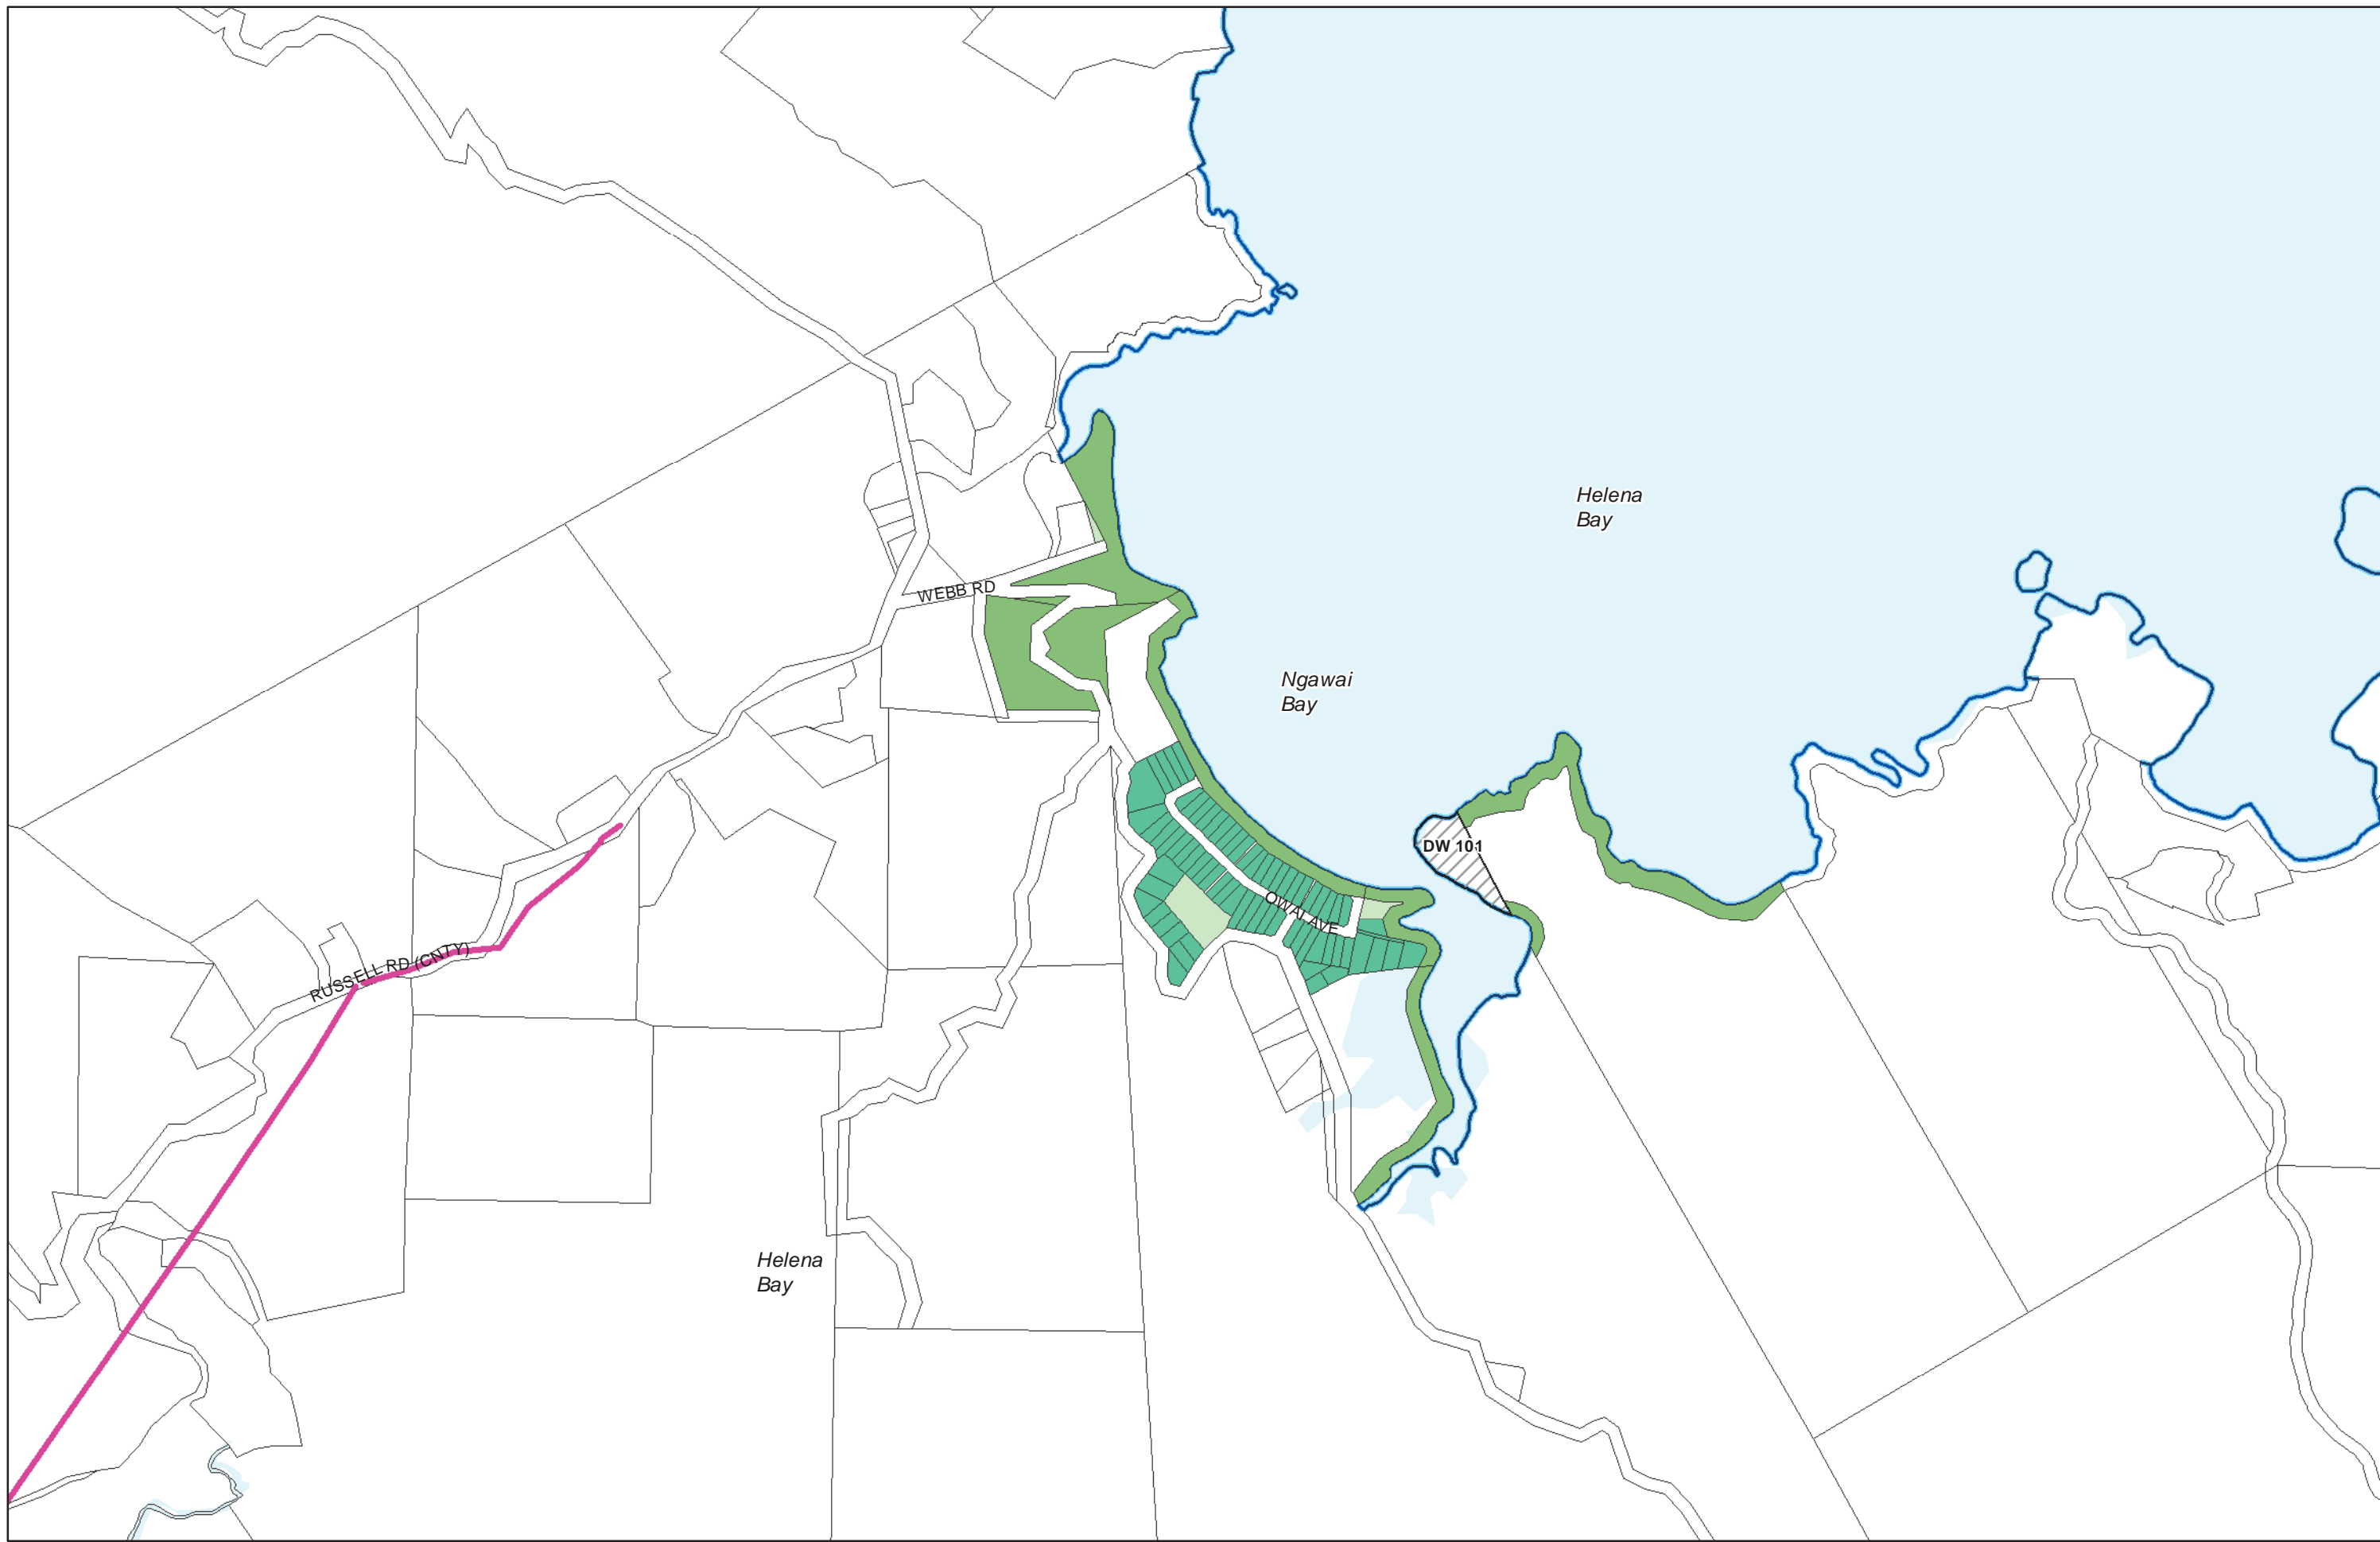 Helena
Bay
WEBB RD
Ngawai
Bay
DW 101
OWAI AVE
RUSSELL RD (CNTY)
Helena
Bay